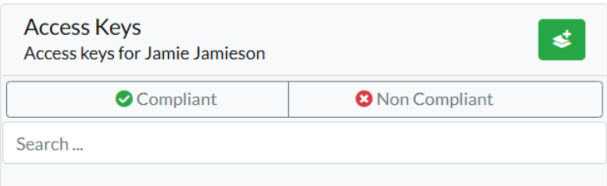 Access Keys
Access keys for Jamie Jamieson
Compliant
Non Compliant
Search ...